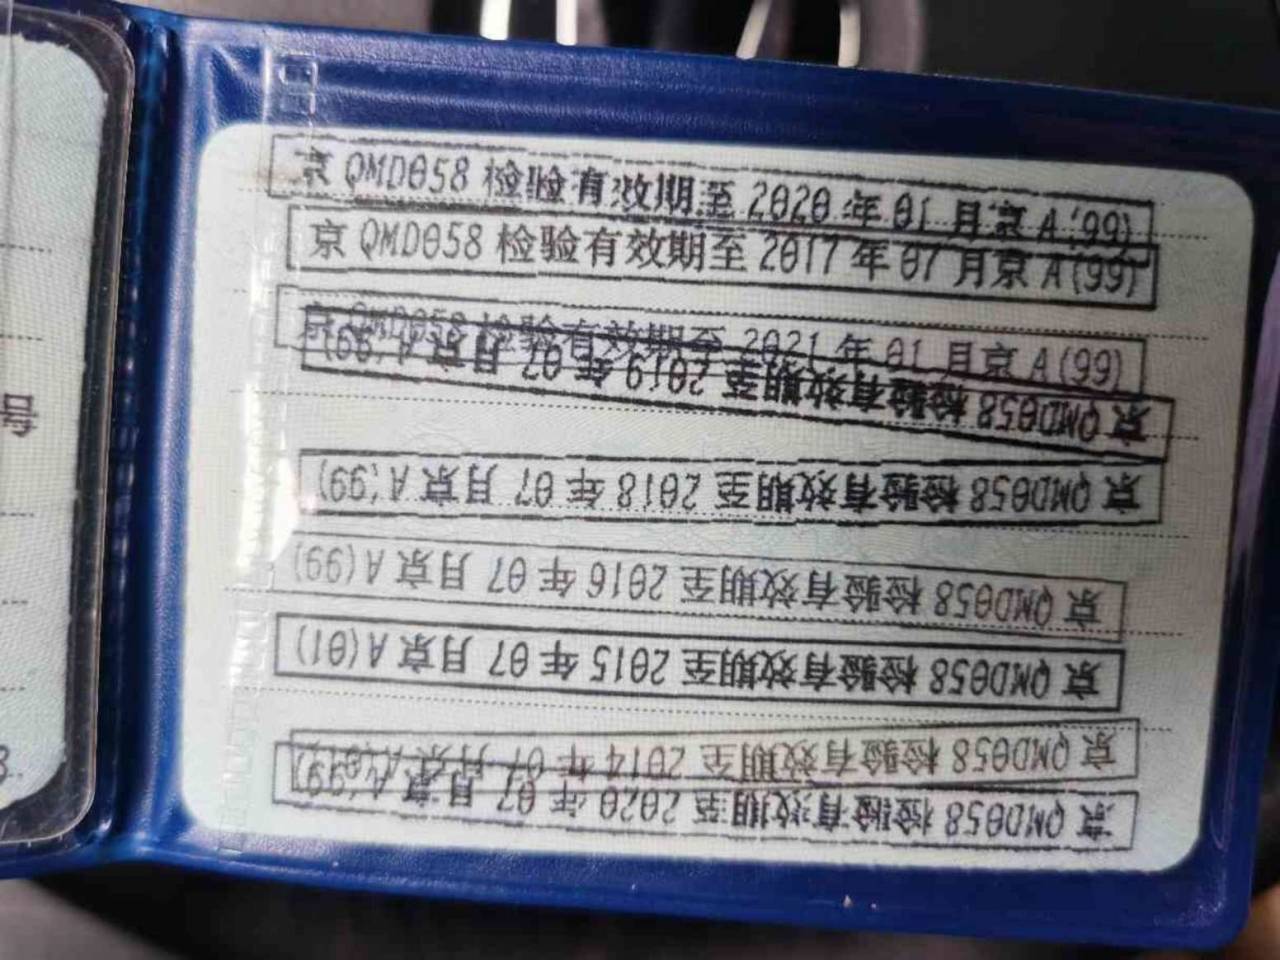 京 QMD058 检验有效期至 2020 年 01 月京 A(99)
京 QMD058 检验有效期至 2017 年 07 月京 A(99)
京 QMD058 检验有效期至 2021 年 01 月京 A(99)
京 QMD058 检验有效期至 2019 年 07 月京 A(99)
京 QMD058 检验有效期至 2018 年 07 月京 A(99)
京 QMD058 检验有效期至 2016 年 07 月京 A(99)
京 QMD058 检验有效期至 2015 年 07 月京 A(01)
京 QMD058 检验有效期至 2014 年 07 月京 A
京 QMD058 检验有效期至 2020 年 07 月京 A(99)
号